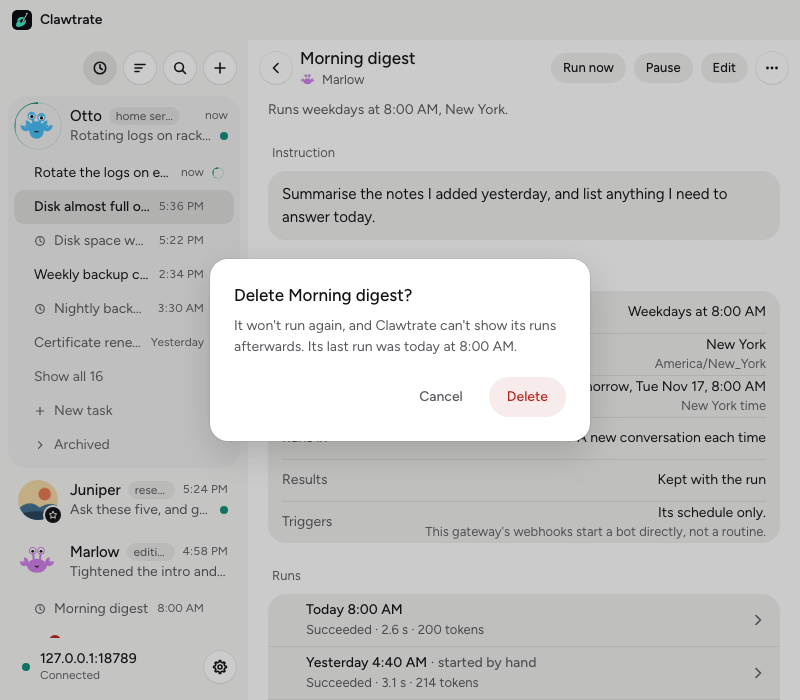 Clawtrate
Otto home ser... now
Rotating logs on rack...
Rotate the logs on e... now
Disk almost full o... 5:36 PM
Disk space w... 5:22 PM
Weekly backup c... 2:34 PM
Nightly back... 3:30 AM
Certificate rene... Yesterday
Show all 16
New task
Archived
Juniper rese... 5:24 PM
Ask these five, and g...
Marlow editi... 4:58 PM
Tightened the intro and...
Morning digest 8:00 AM
127.0.0.1:18789
Connected
Morning digest
Marlow
Run now
Pause
Edit
Runs weekdays at 8:00 AM, New York.
Instruction
Summarise the notes I added yesterday, and list anything I need to
answer today.
Delete Morning digest?
It won't run again, and Clawtrate can't show its runs
afterwards. Its last run was today at 8:00 AM.
Cancel
Delete
Weekdays at 8:00 AM
New York
America/New_York
Tue Nov 17, 8:00 AM
New York time
A new conversation each time
Results
Kept with the run
Triggers
Its schedule only.
This gateway's webhooks start a bot directly, not a routine.
Runs
Today 8:00 AM
Succeeded · 2.6 s · 200 tokens
Yesterday 4:40 AM · started by hand
Succeeded · 3.1 s · 214 tokens